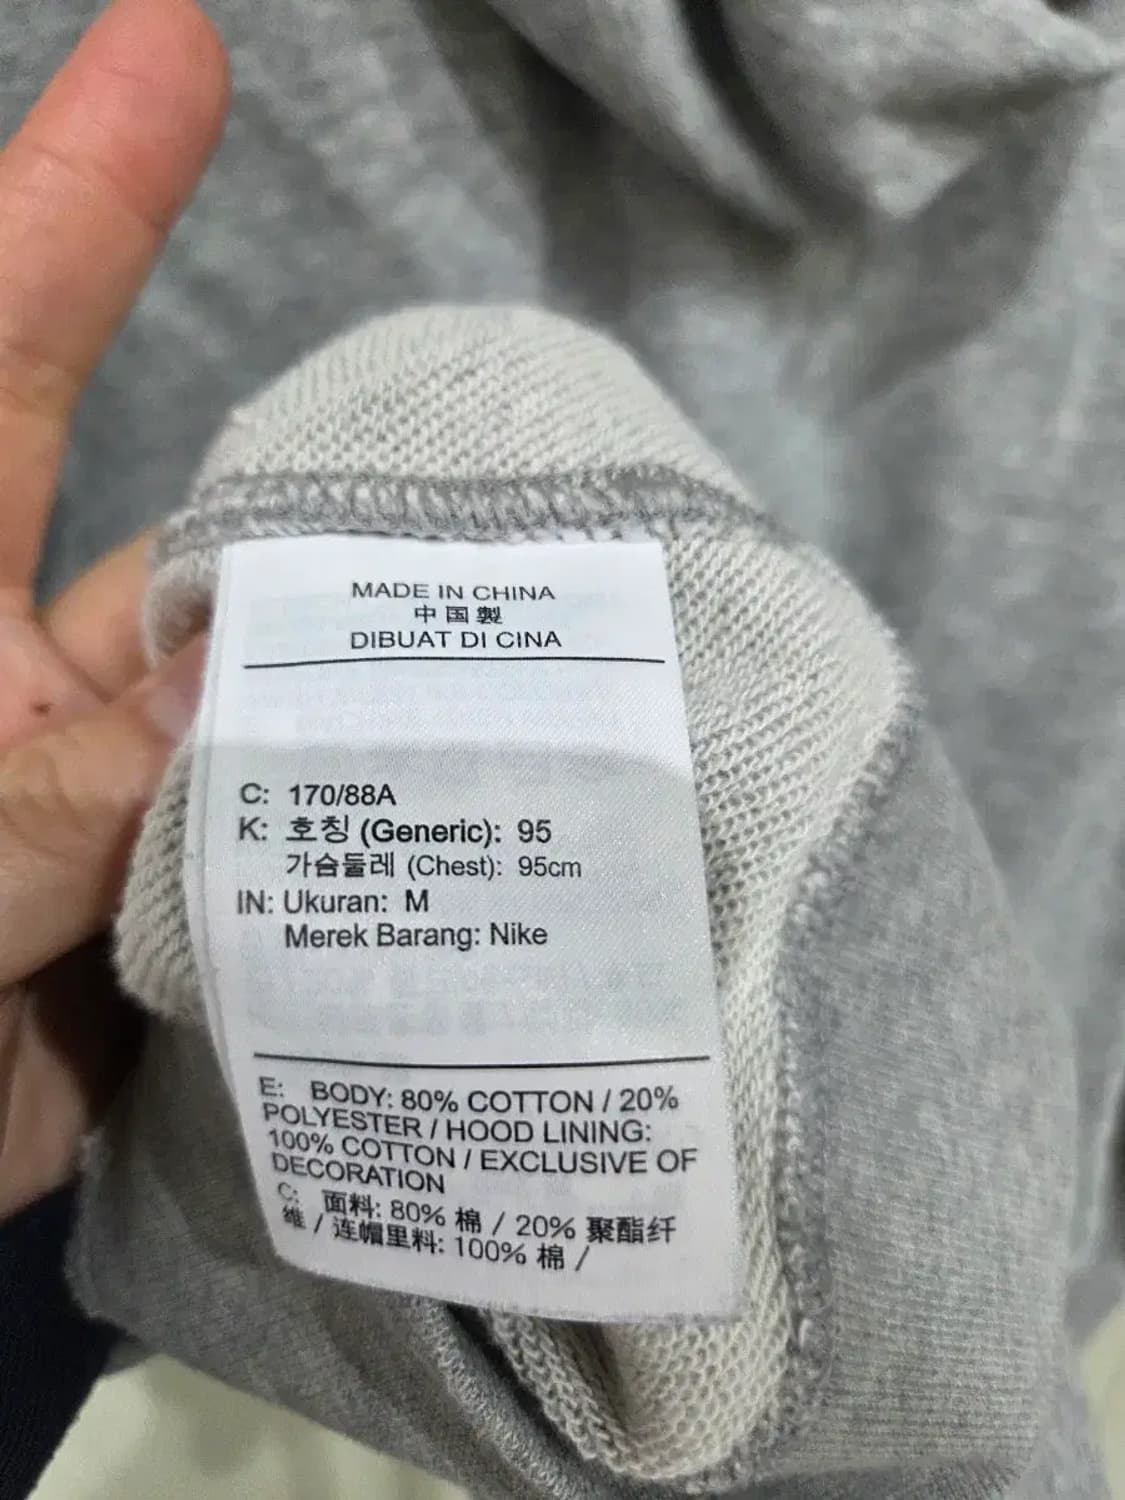 MADE IN CHINA
中国製
DIBUAT DI CINA
C: 170/88A
K: 호칭 (Generic): 95
가슴둘레 (Chest): 95cm
IN: Ukuran: M
Merek Barang: Nike
E: BODY: 80% COTTON / 20%
POLYESTER / HOOD LINING:
100% COTTON / EXCLUSIVE OF
DECORATION
C: 面料: 80% 棉 / 20% 聚酯纤
维 / 连帽里料: 100% 棉 /